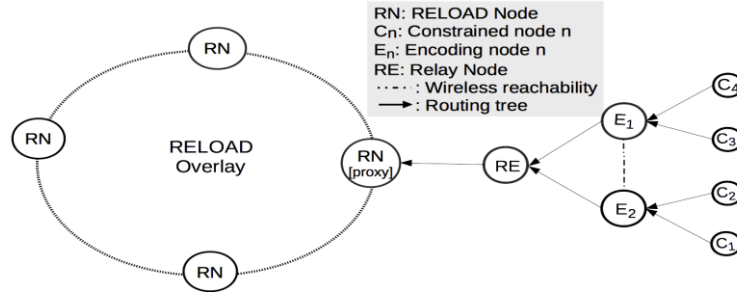 RN: RELOAD Node
Cn: Constrained node n
En: Encoding node n
RE: Relay Node
: Wireless reachability
: Routing tree
RN
RN
RELOAD
Overlay
RN
[proxy]
RN
RE
E1
E2
C4
C3
C2
C1